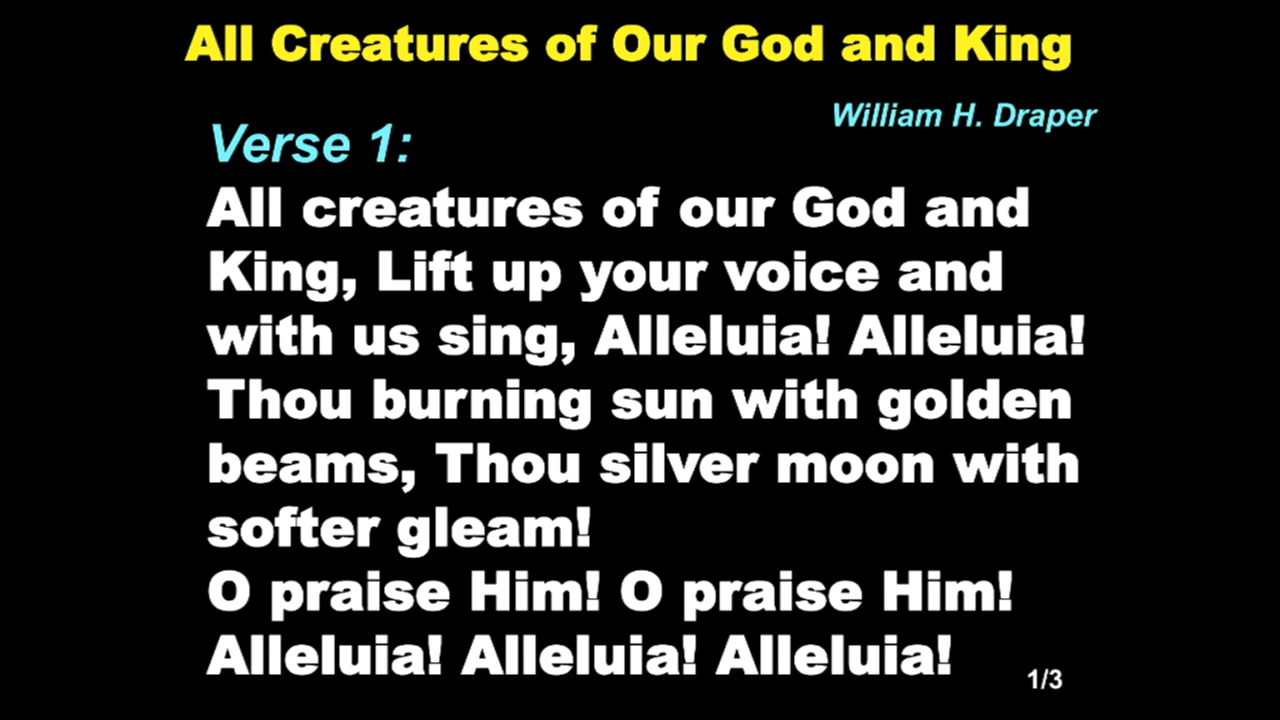 All Creatures of Our God and King
William H. Draper
Verse 1:
All creatures of our God and
King, Lift up your voice and
with us sing, Alleluia! Alleluia!
Thou burning sun with golden
beams, Thou silver moon with
softer gleam!
O praise Him! O praise Him!
Alleluia! Alleluia! Alleluia!
1/3